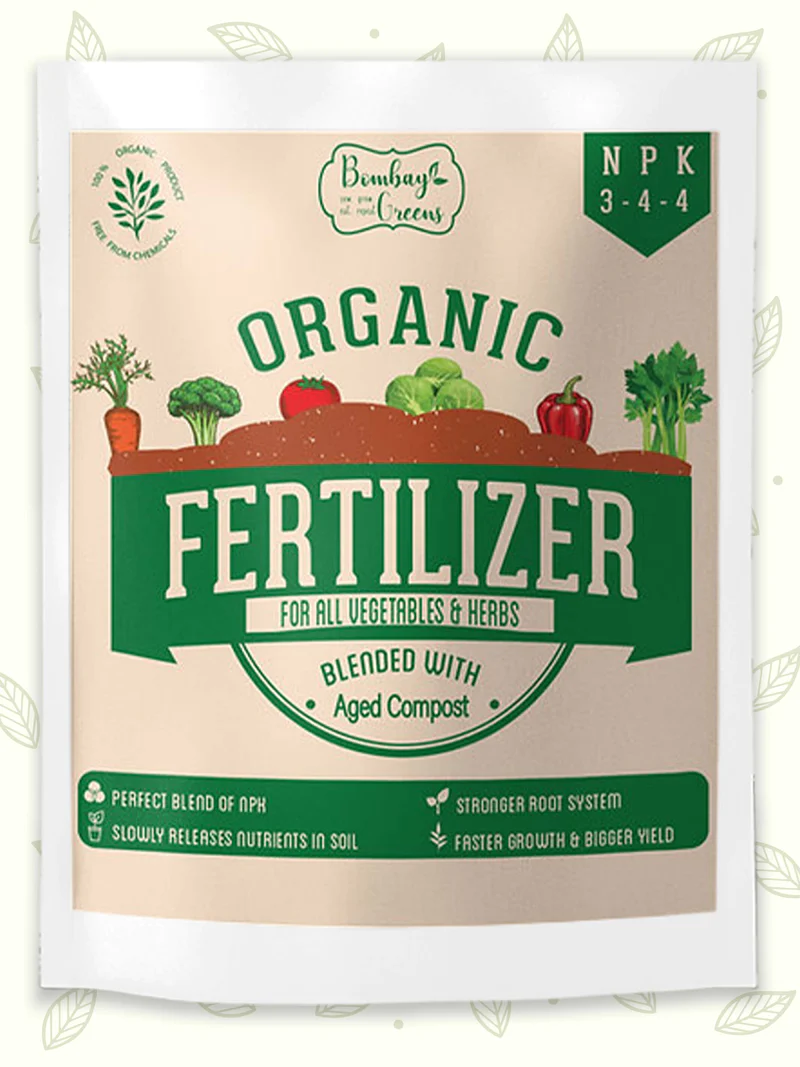 100% ORGANIC PRODUCT
FREE FROM CHEMICALS
Bombay
sow. grow.
eat. repeat
Greens
N P K
3-4-4
ORGANIC
FERTILIZER
FOR ALL VEGETABLES & HERBS
BLENDED WITH
• Aged Compost •
PERFECT BLEND OF NPK
SLOWLY RELEASES NUTRIENTS IN SOIL
STRONGER ROOT SYSTEM
FASTER GROWTH & BIGGER YIELD